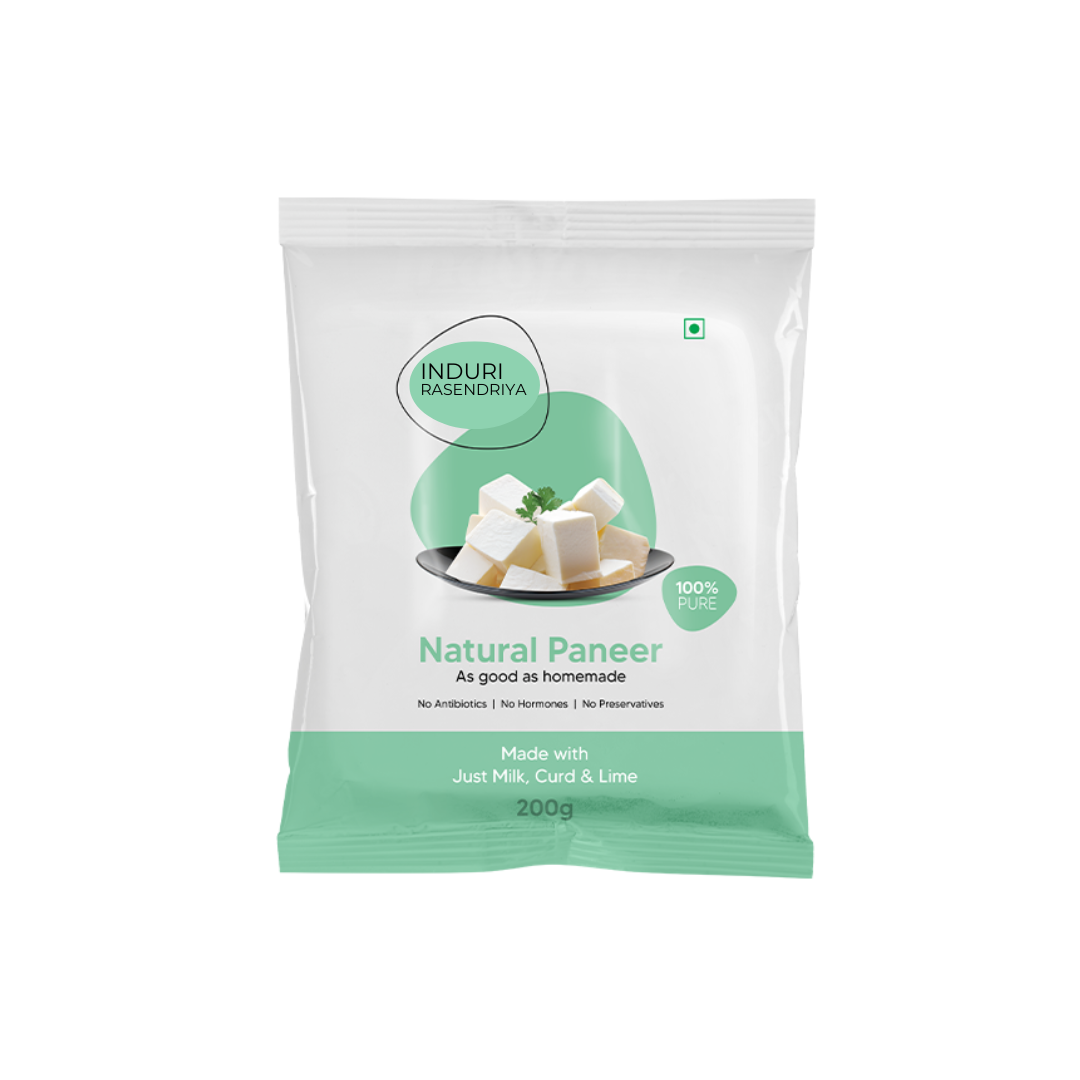 INDURI
RASENDRIYA
100%
PURE
Natural Paneer
As good as homemade
No Antibiotics | No Hormones | No Preservatives
Made with
Just Milk, Curd & Lime
200g